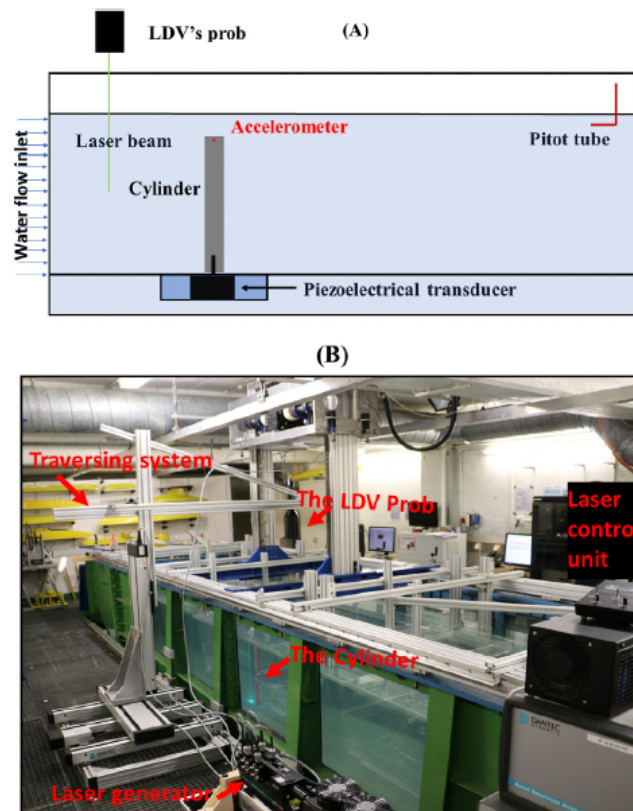 LDV's prob
(A)
Accelerometer
Laser beam
Pitot tube
Cylinder
Water flow inlet
Piezoelectrical transducer
(B)
Traversing system
The LDV Prob
Laser
contro
unit
The Cylinder
DANTEC
DYNAMICS
Laser generator